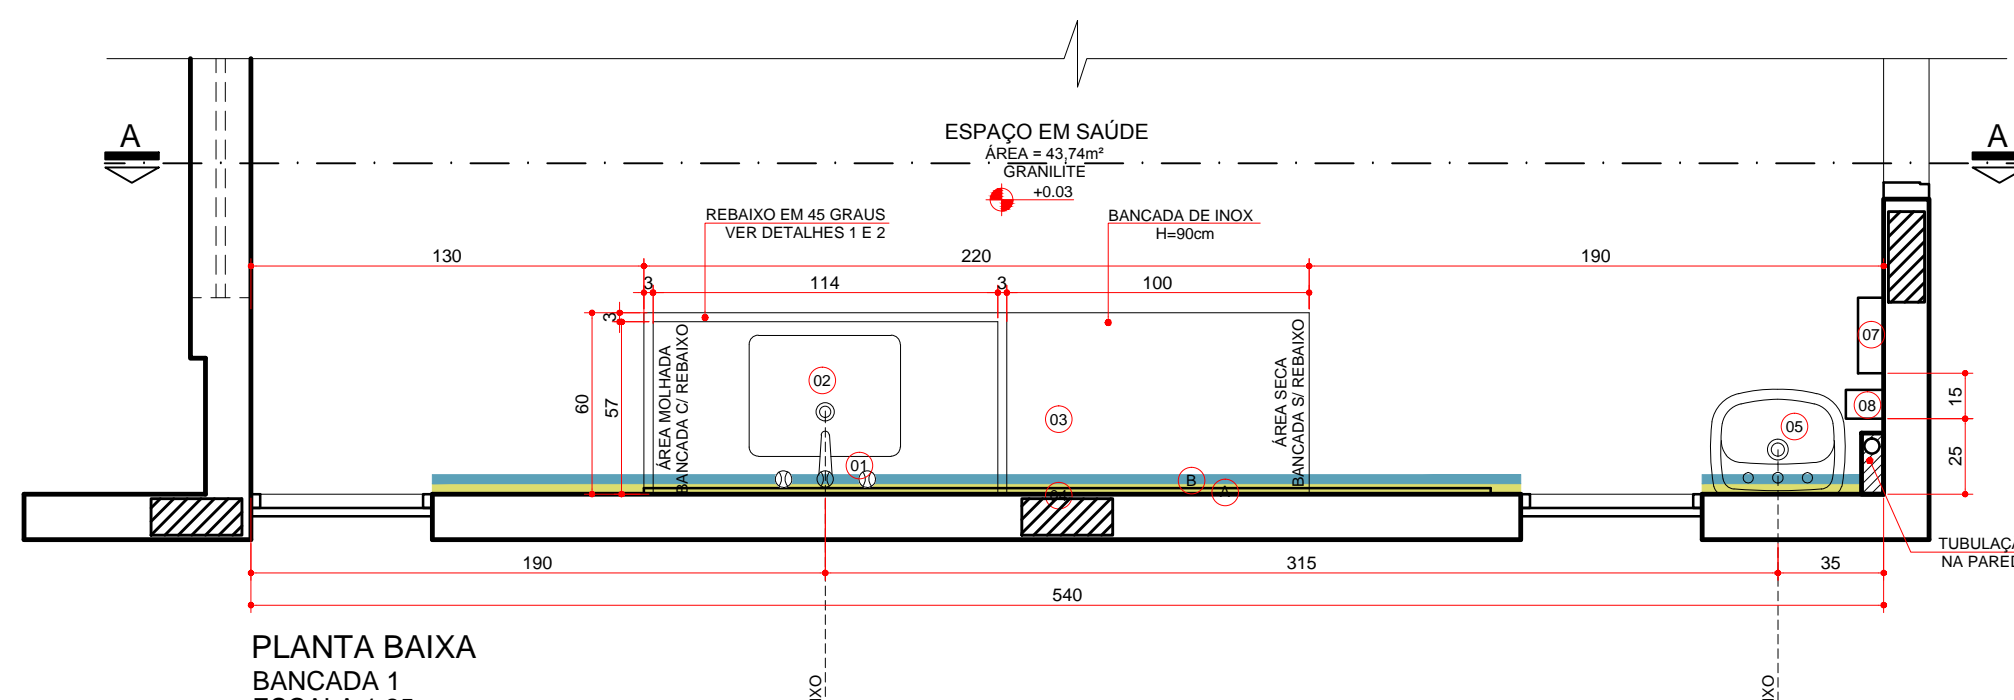 A
A
ESPAÇO EM SAÚDE
ÁREA = 43,74m²
GRANILITE
+0.03
REBAIXO EM 45 GRAUS
VER DETALHES 1 E 2
BANCADA DE INOX
H=90cm
130
220
190
3
114
3
100
3
60
57
ÁREA MOLHADA
BANCADA C/ REBAIXO
ÁREA SECA
BANCADA S/ REBAIXO
02
03
01
B
A
07
08
05
15
25
TUBULAÇ
NA PARE
190
315
35
540
PLANTA BAIXA
BANCADA 1
IXO
IXO